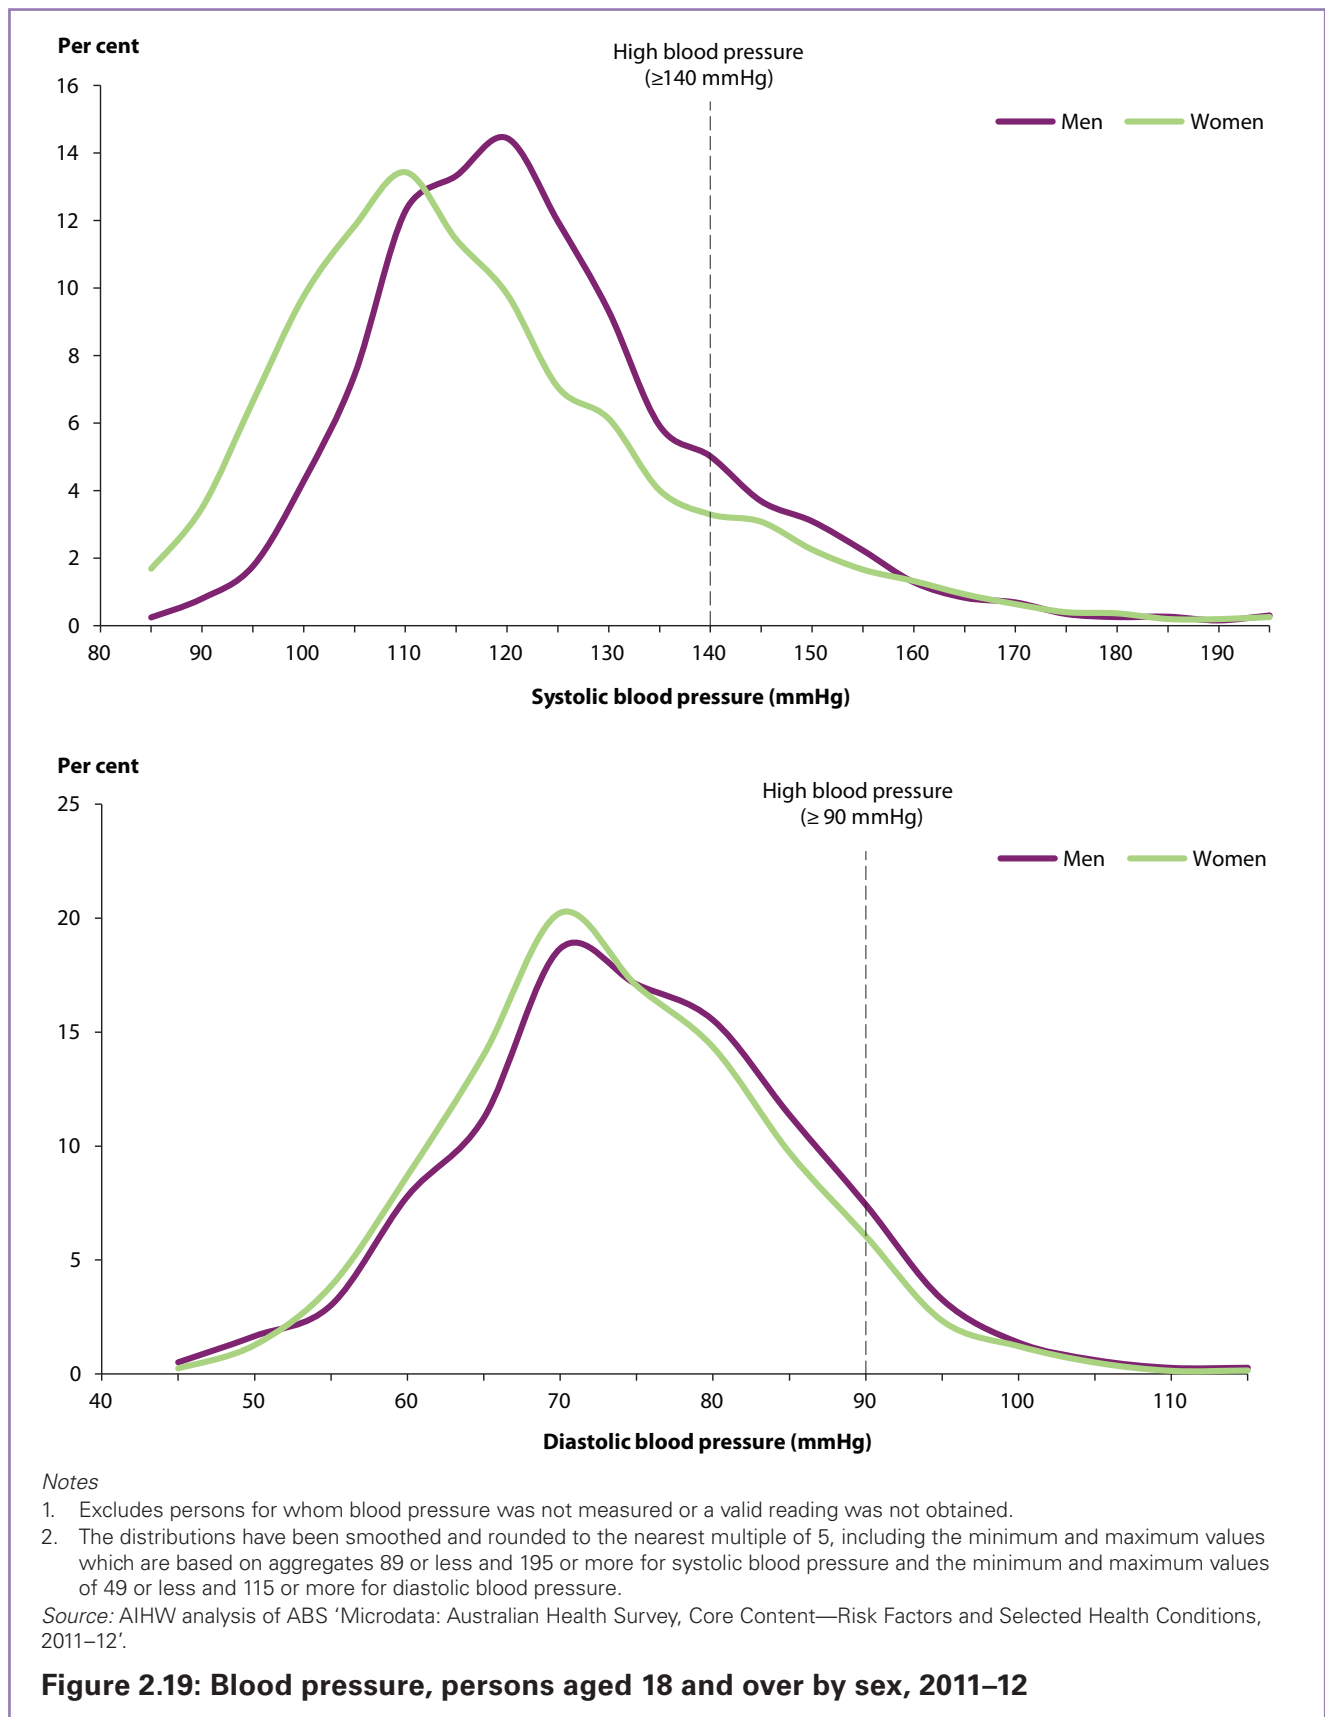 Per cent
High blood pressure
(≥140 mmHg)
16
14
12
10
8
6
4
2
0
Men
Women
80 90 100 110 120 130 140 150 160 170 180 190
Systolic blood pressure (mmHg)
Per cent
High blood pressure
(≥ 90 mmHg)
25
20
15
10
5
0
Men
Women
40 50 60 70 80 90 100 110
Diastolic blood pressure (mmHg)
Notes
1. Excludes persons for whom blood pressure was not measured or a valid reading was not obtained.
2. The distributions have been smoothed and rounded to the nearest multiple of 5, including the minimum and maximum values
which are based on aggregates 89 or less and 195 or more for systolic blood pressure and the minimum and maximum values
of 49 or less and 115 or more for diastolic blood pressure.
Source: AIHW analysis of ABS ‘Microdata: Australian Health Survey, Core Content—Risk Factors and Selected Health Conditions,
2011–12’.
Figure 2.19: Blood pressure, persons aged 18 and over by sex, 2011–12